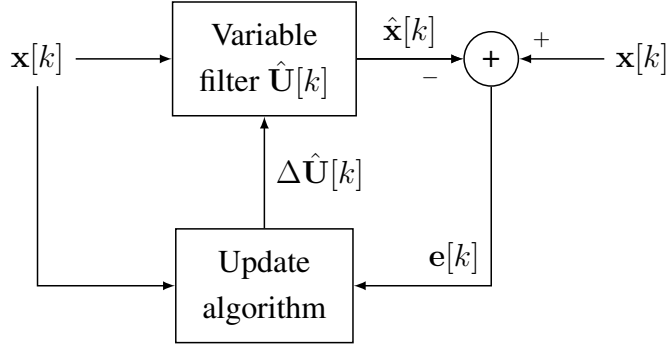 x[k]
Variable
filter Û[k]
x̂[k]
−
+
+
x[k]
ΔÛ[k]
Update
algorithm
e[k]